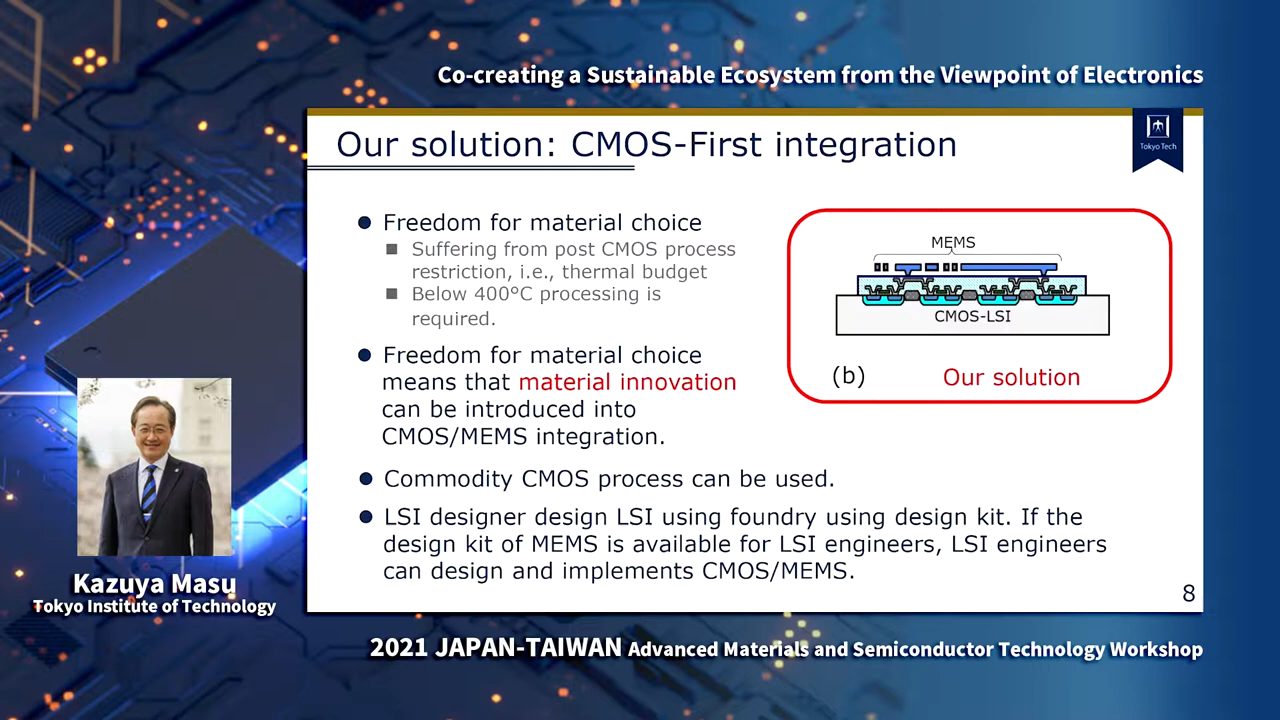 Co-creating a Sustainable Ecosystem from the Viewpoint of Electronics
Our solution: CMOS-First integration
Tokyo Tech
● Freedom for material choice
■ Suffering from post CMOS process
restriction, i.e., thermal budget
■ Below 400°C processing is
required.
● Freedom for material choice
means that material innovation
can be introduced into
CMOS/MEMS integration.
● Commodity CMOS process can be used.
● LSI designer design LSI using foundry using design kit. If the
design kit of MEMS is available for LSI engineers, LSI engineers
can design and implements CMOS/MEMS.
MEMS
CMOS-LSI
(b) Our solution
8
Kazuya Masu
Tokyo Institute of Technology
2021 JAPAN-TAIWAN Advanced Materials and Semiconductor Technology Workshop